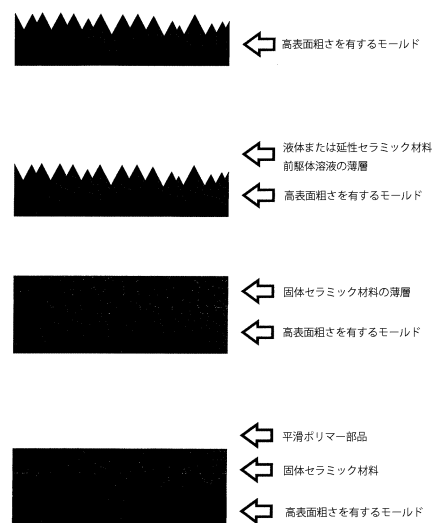 高表面粗さを有するモールド
液体または延性セラミック材料
前駆体溶液の薄層
高表面粗さを有するモールド
固体セラミック材料の薄層
高表面粗さを有するモールド
平滑ポリマー部品
固体セラミック材料
高表面粗さを有するモールド